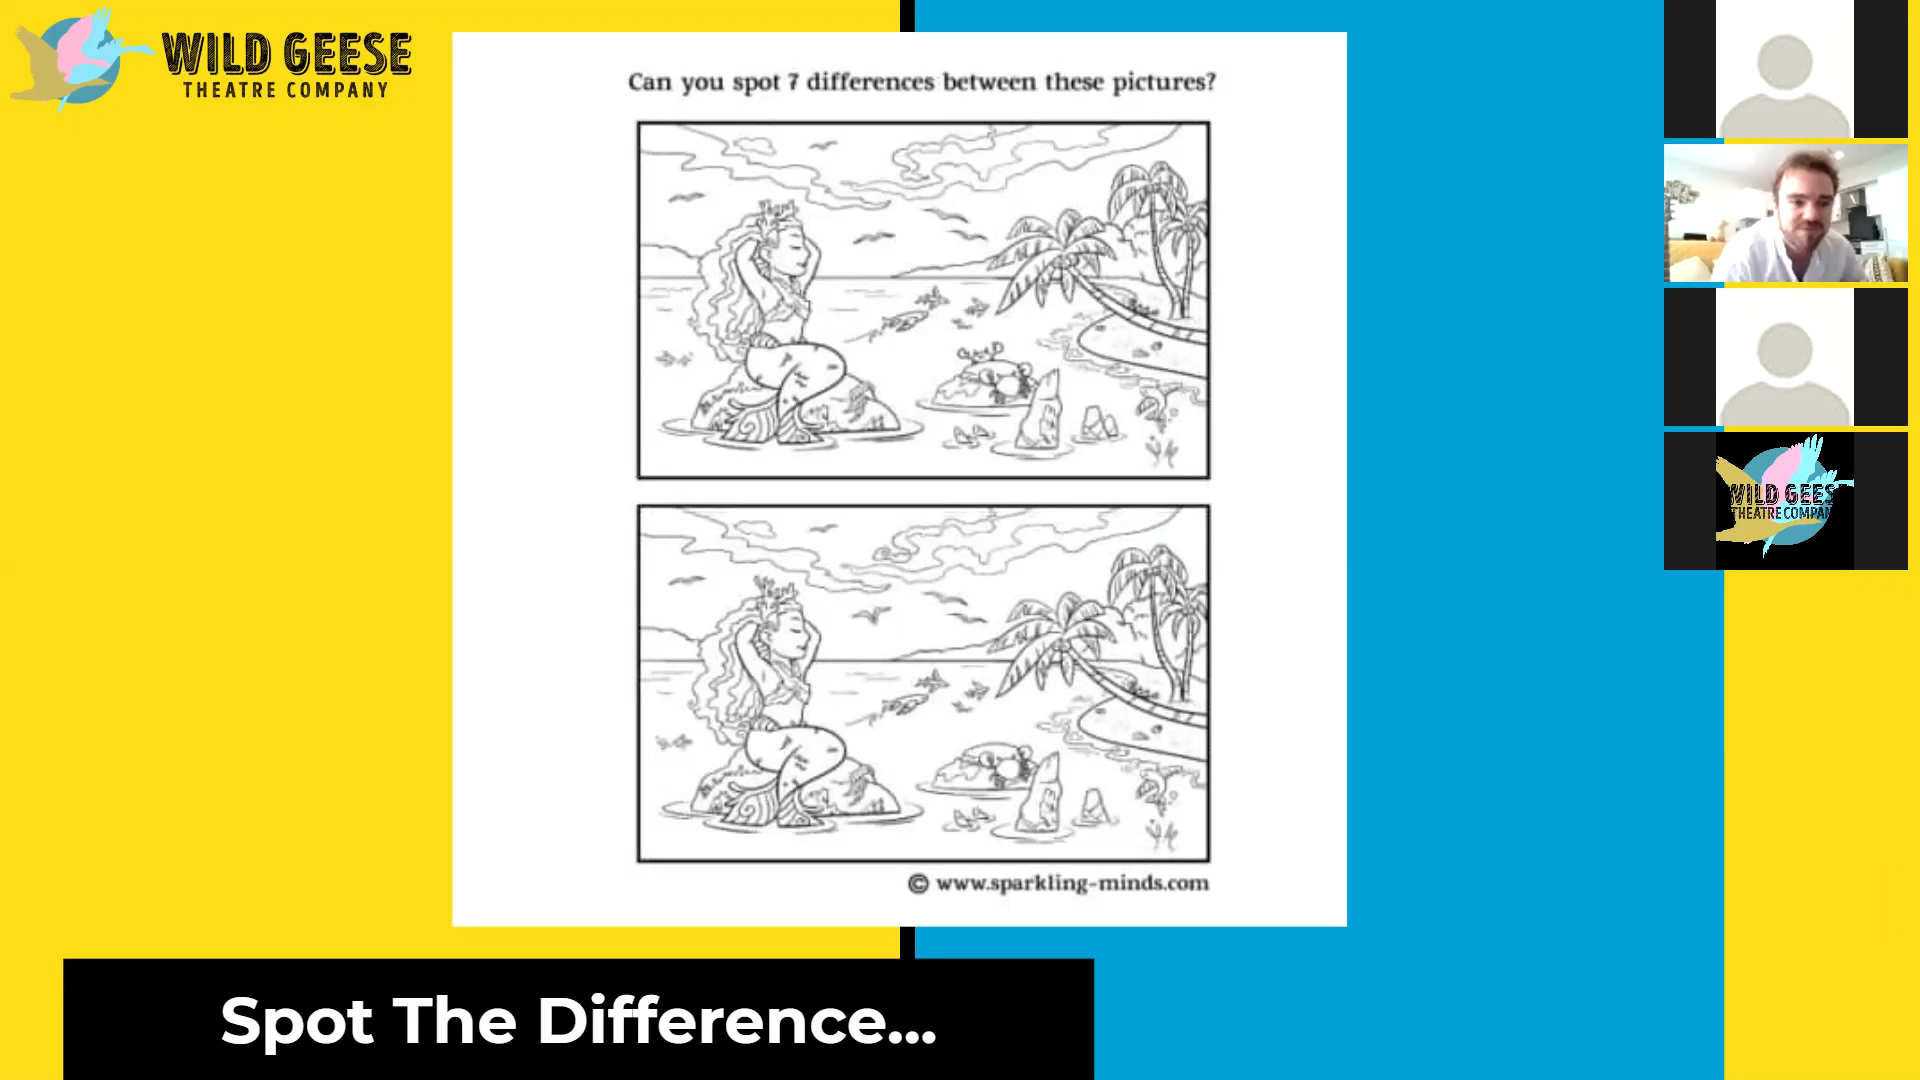 WILD GEESE
THEATRE COMPANY
Can you spot 7 differences between these pictures?
© www.sparkling-minds.com
Spot The Difference...
WILD GEES
THEATRE COMPAN